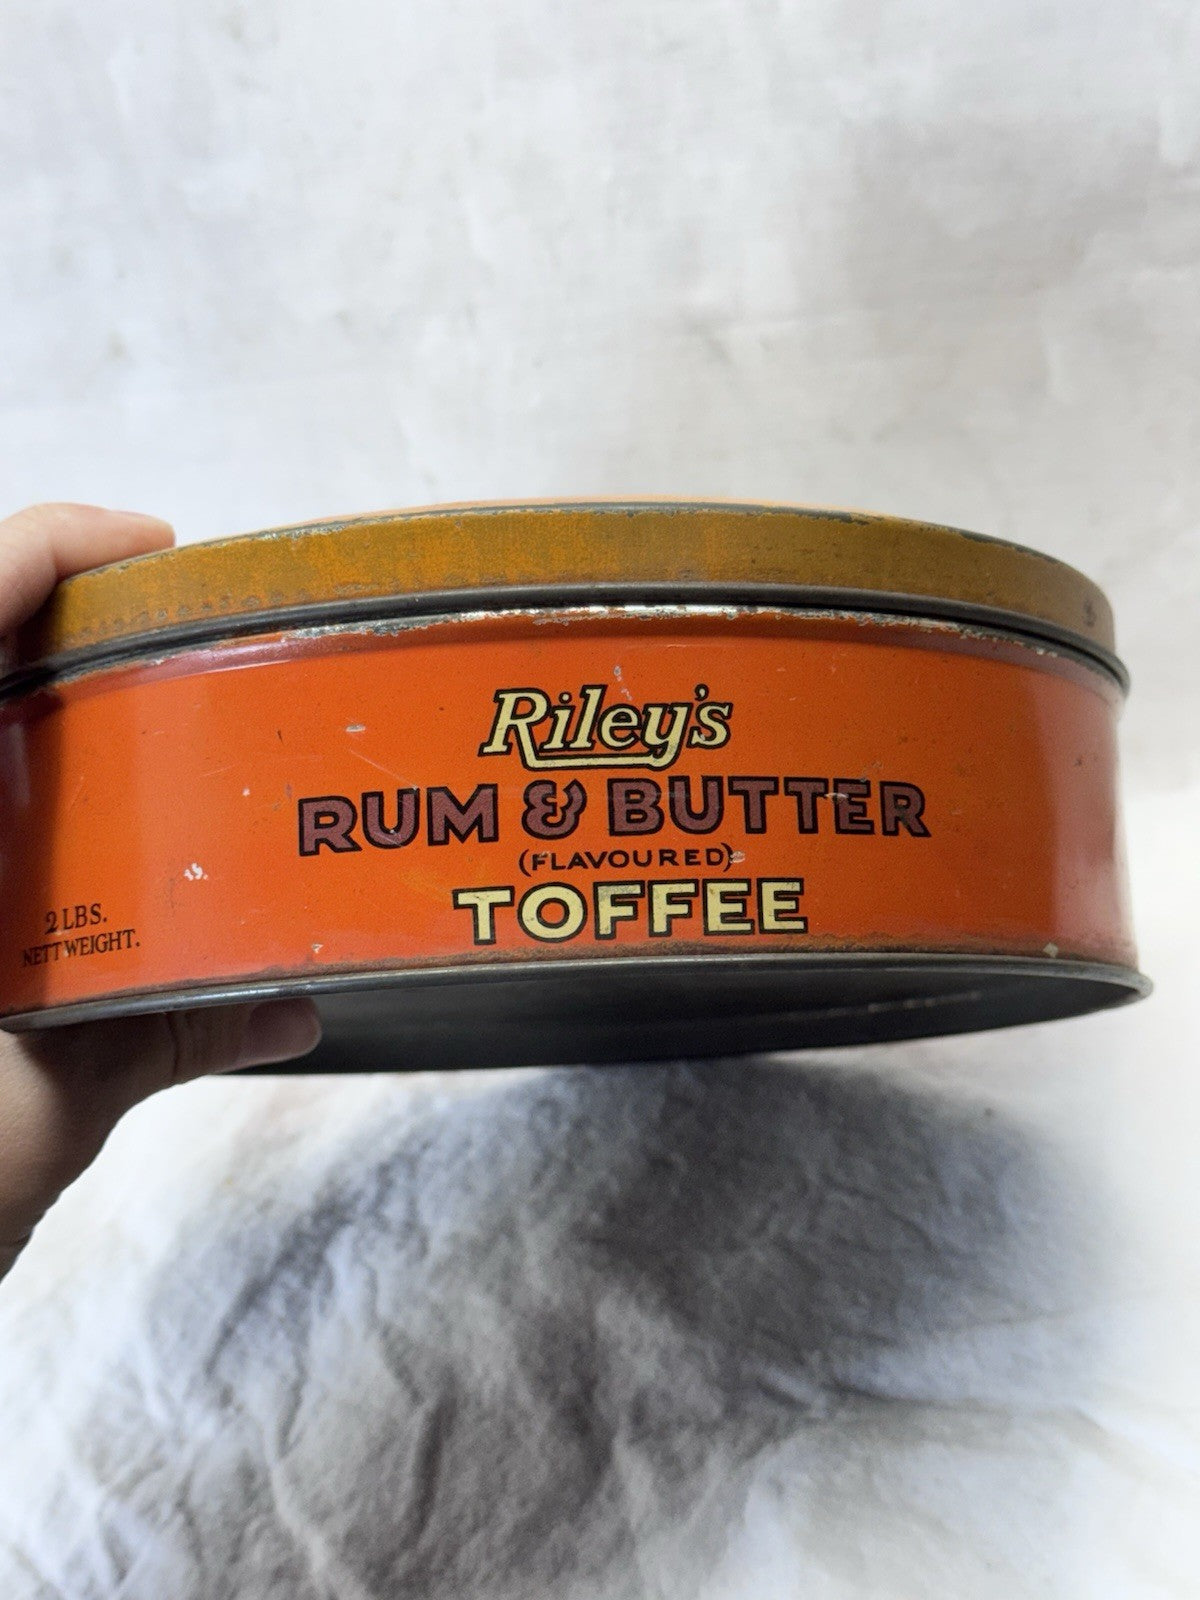 Riley's
RUM & BUTTER
(FLAVOURED)
TOFFEE
2 LBS.
NETT WEIGHT.